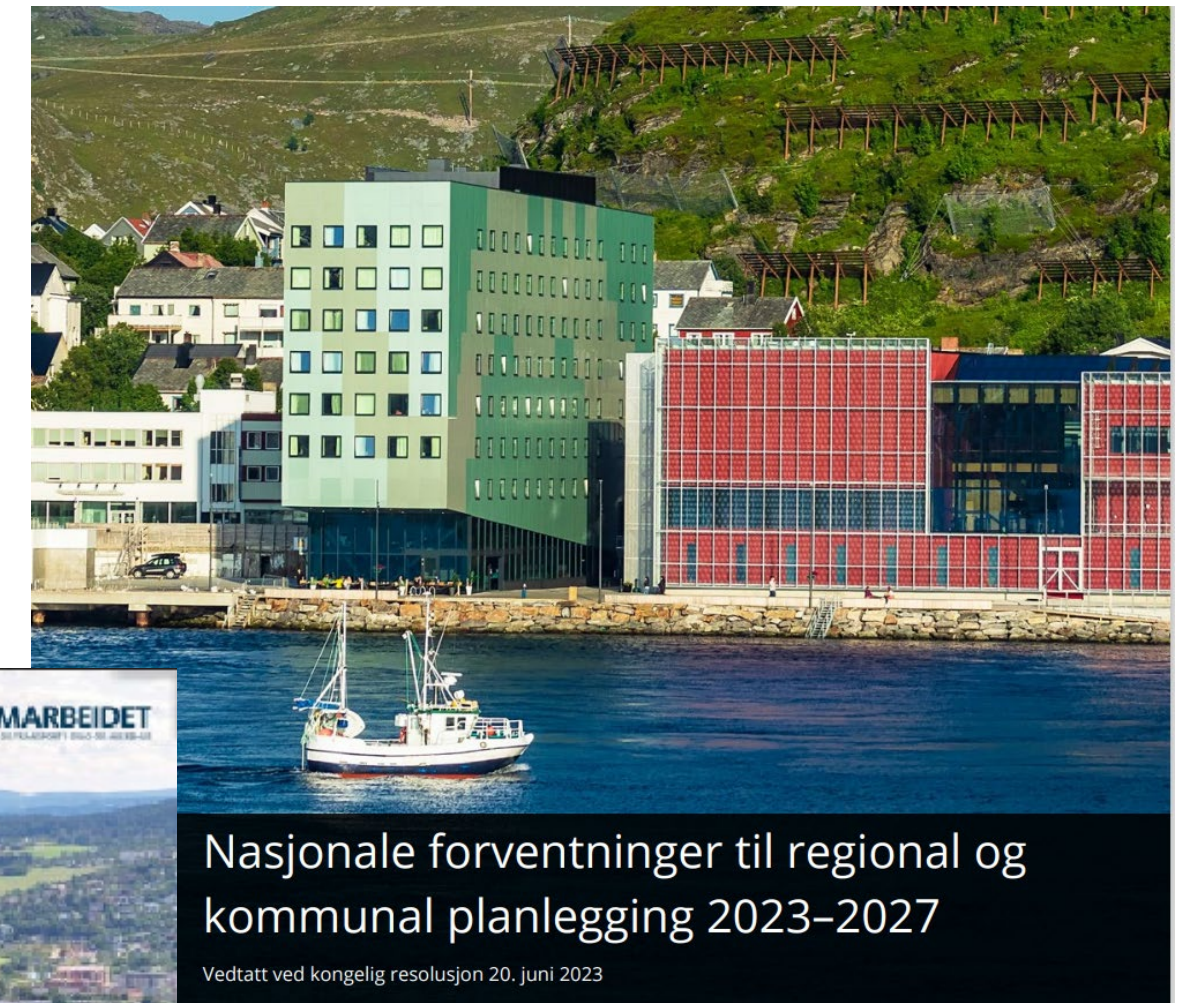 MARBEIDET
Nasjonale forventninger til regional og
kommunal planlegging 2023–2027
Vedtatt ved kongelig resolusjon 20. juni 2023